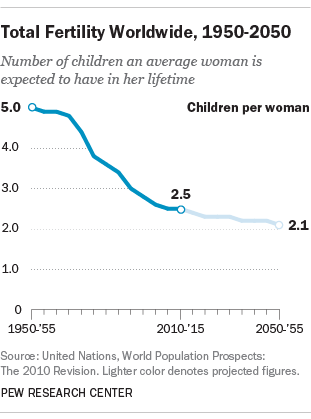 Total Fertility Worldwide, 1950-2050
Number of children an average woman is
expected to have in her lifetime
5.0
Children per woman
4.0
3.0
2.5
2.0
2.1
1.0
0
1950-'55
2010-'15
2050-'55
Source: United Nations, World Population Prospects:
The 2010 Revision. Lighter color denotes projected figures.
PEW RESEARCH CENTER